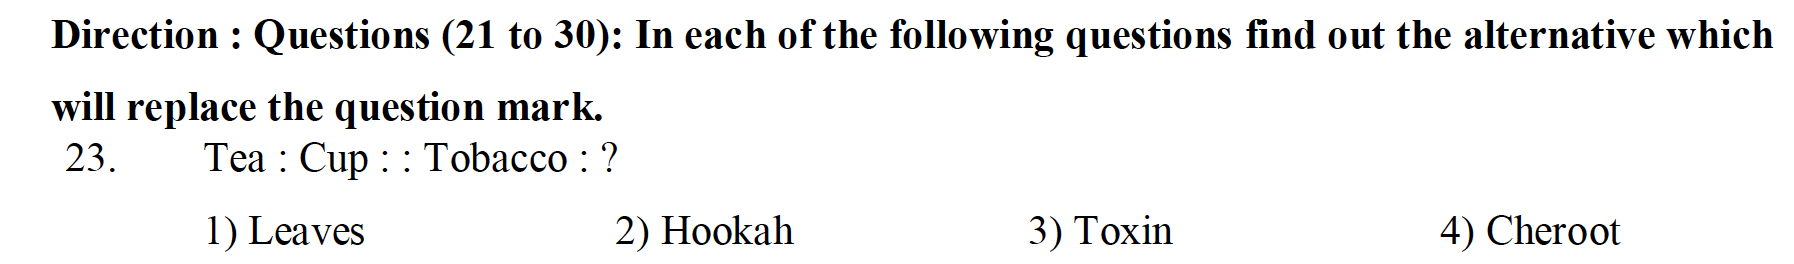 Direction : Questions (21 to 30): In each of the following questions find out the alternative which
will replace the question mark.
23. Tea : Cup : : Tobacco : ?
1) Leaves 2) Hookah 3) Toxin 4) Cheroot